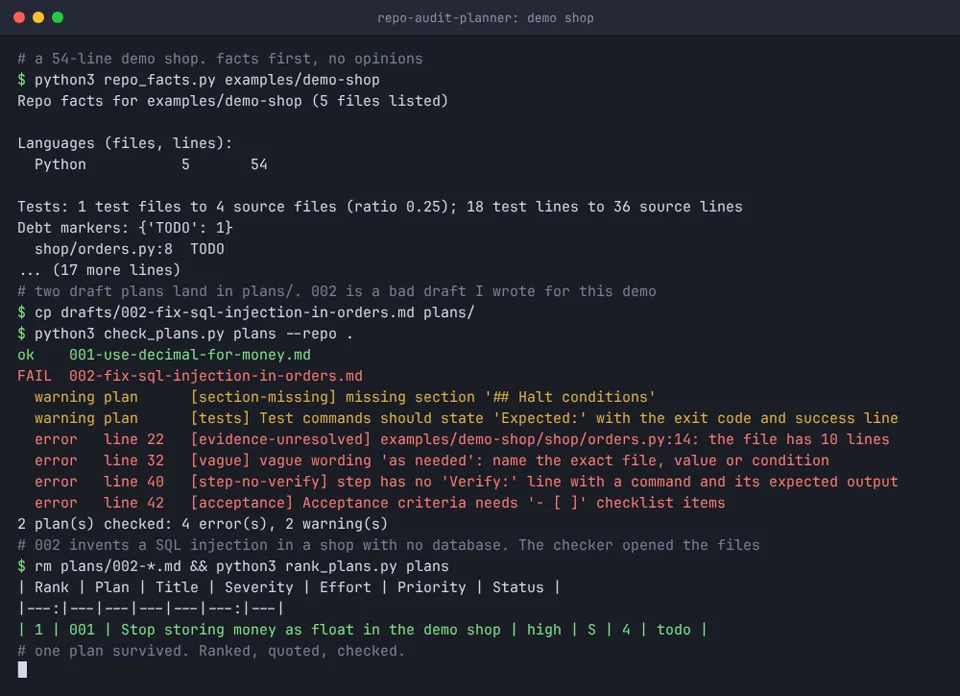 repo-audit-planner: demo shop
# a 54-line demo shop. facts first, no opinions
$ python3 repo_facts.py examples/demo-shop
Repo facts for examples/demo-shop (5 files listed)
Languages (files, lines):
  Python           5       54
Tests: 1 test files to 4 source files (ratio 0.25); 18 test lines to 36 source lines
Debt markers: {'TODO': 1}
  shop/orders.py:8  TODO
... (17 more lines)
# two draft plans land in plans/. 002 is a bad draft I wrote for this demo
$ cp drafts/002-fix-sql-injection-in-orders.md plans/
$ python3 check_plans.py plans --repo .
ok    001-use-decimal-for-money.md
FAIL  002-fix-sql-injection-in-orders.md
  warning plan      [section-missing] missing section '## Halt conditions'
  warning plan      [tests] Test commands should state 'Expected:' with the exit code and success line
  error   line 22   [evidence-unresolved] examples/demo-shop/shop/orders.py:14: the file has 10 lines
  error   line 32   [vague] vague wording 'as needed': name the exact file, value or condition
  error   line 40   [step-no-verify] step has no 'Verify:' line with a command and its expected output
  error   line 42   [acceptance] Acceptance criteria needs '- [ ]' checklist items
2 plan(s) checked: 4 error(s), 2 warning(s)
# 002 invents a SQL injection in a shop with no database. The checker opened the files
$ rm plans/002-*.md && python3 rank_plans.py plans
| Rank | Plan | Title | Severity | Effort | Priority | Status |
|---:|---|---|---|---|---:|---|
| 1 | 001 | Stop storing money as float in the demo shop | high | S | 4 | todo |
# one plan survived. Ranked, quoted, checked.